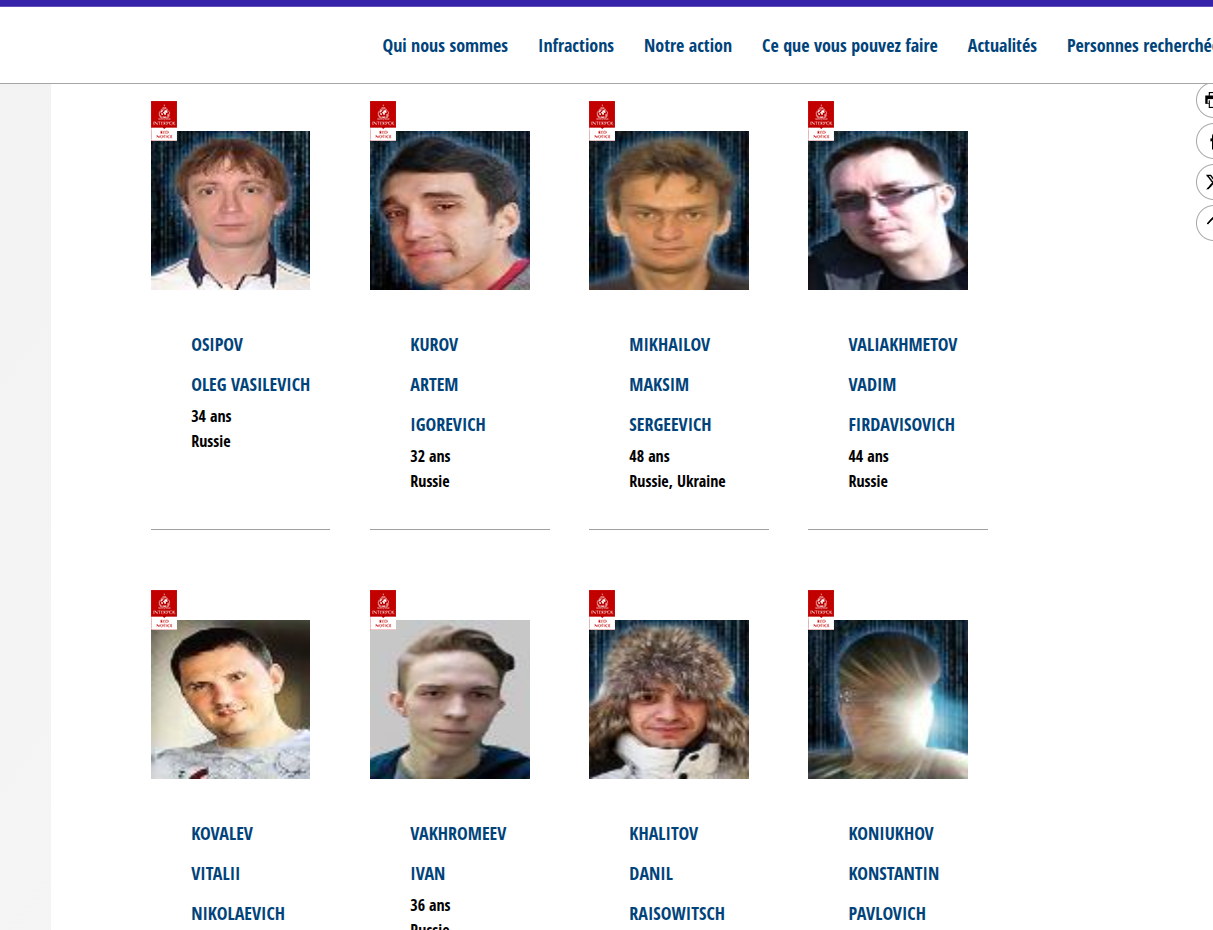 Qui nous sommes Infractions Notre action Ce que vous pouvez faire Actualités Personnes recherchée
INTERPOL
RED
NOTICE
INTERPOL
RED
NOTICE
INTERPOL
RED
NOTICE
INTERPOL
RED
NOTICE
OSIPOV
OLEG VASILEVICH
34 ans
Russie
KUROV
ARTEM
IGOREVICH
32 ans
Russie
MIKHAILOV
MAKSIM
SERGEEVICH
48 ans
Russie, Ukraine
VALIAKHMETOV
VADIM
FIRDAVISOVICH
44 ans
Russie
INTERPOL
RED
NOTICE
INTERPOL
RED
NOTICE
INTERPOL
RED
NOTICE
INTERPOL
RED
NOTICE
KOVALEV
VITALII
NIKOLAEVICH
VAKHROMEEV
IVAN
36 ans
Russie
KHALITOV
DANIL
RAISOWITSCH
KONIUKHOV
KONSTANTIN
PAVLOVICH